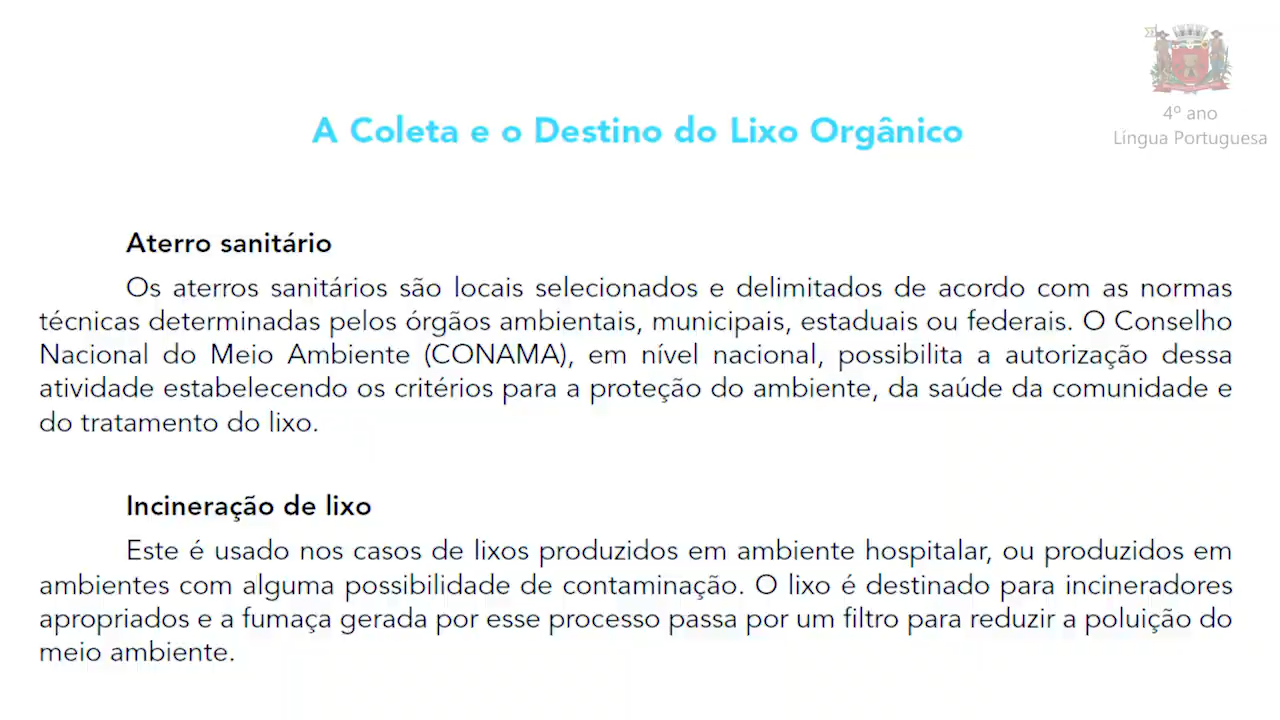 4º ano
Língua Portuguesa
A Coleta e o Destino do Lixo Orgânico
Aterro sanitário
Os aterros sanitários são locais selecionados e delimitados de acordo com as normas
técnicas determinadas pelos órgãos ambientais, municipais, estaduais ou federais. O Conselho
Nacional do Meio Ambiente (CONAMA), em nível nacional, possibilita a autorização dessa
atividade estabelecendo os critérios para a proteção do ambiente, da saúde da comunidade e
do tratamento do lixo.
Incineração de lixo
Este é usado nos casos de lixos produzidos em ambiente hospitalar, ou produzidos em
ambientes com alguma possibilidade de contaminação. O lixo é destinado para incineradores
apropriados e a fumaça gerada por esse processo passa por um filtro para reduzir a poluição do
meio ambiente.